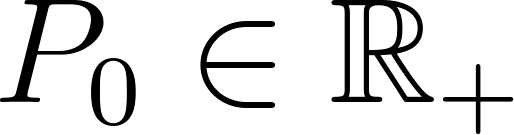 P₀ ∈ ℝ₊